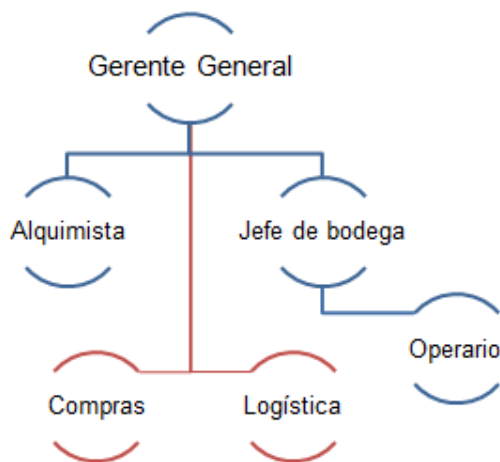 Gerente General
Alquimista
Jefe de bodega
Operario
Compras
Logística